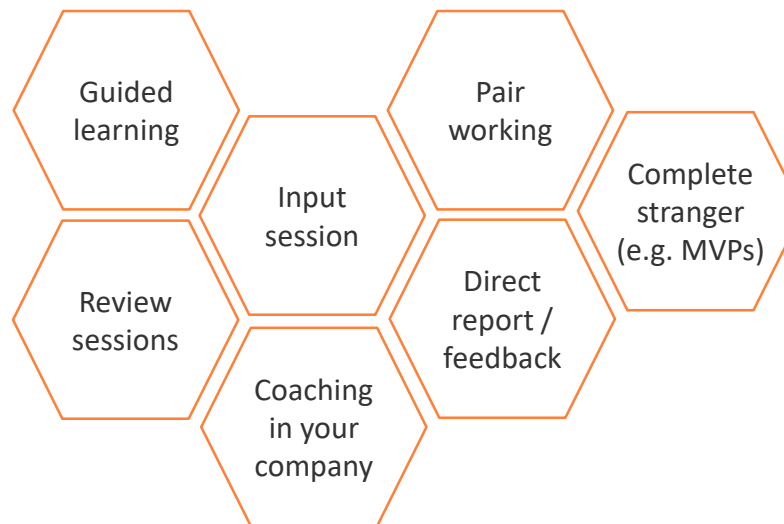 Guided
learning
Pair
working
Input
session
Complete
stranger
(e.g. MVPs)
Review
sessions
Direct
report /
feedback
Coaching
in your
company